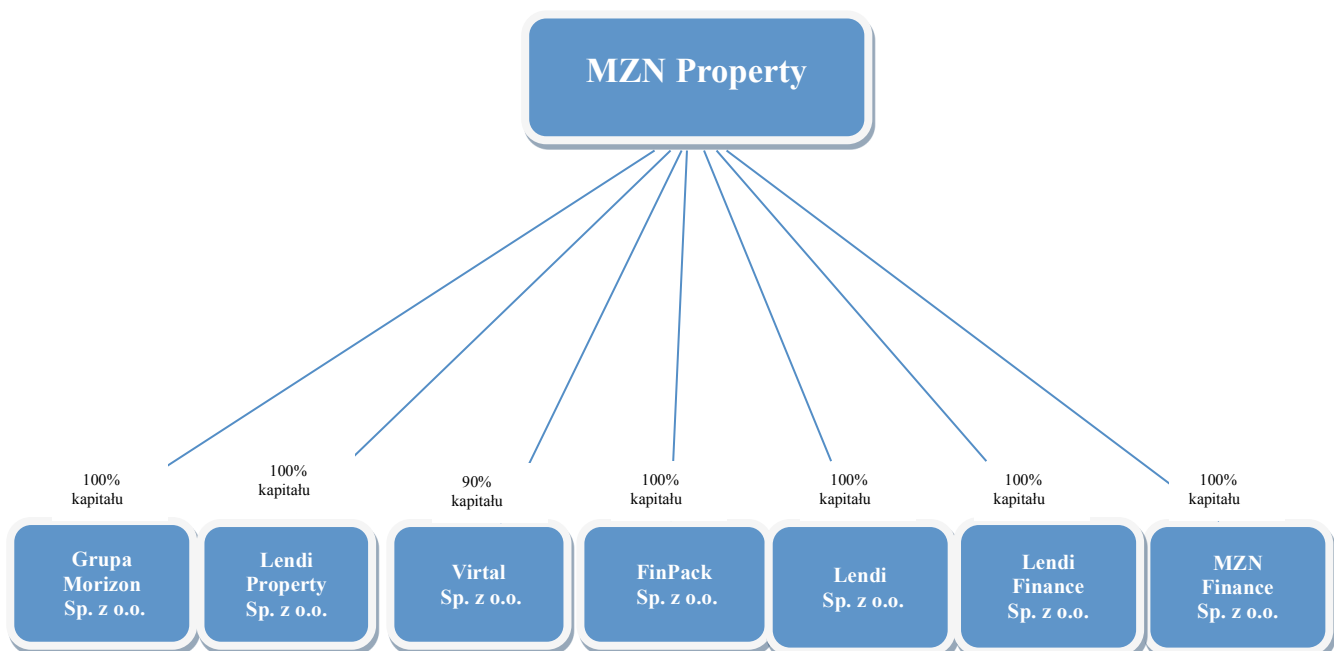 MZN Property
100%
kapitału
100%
kapitału
90%
kapitału
100%
kapitału
100%
kapitału
100%
kapitału
100%
kapitału
Grupa
Morizon
Sp. z o.o.
Lendi
Property
Sp. z o.o.
Virtal
Sp. z o.o.
FinPack
Sp. z o.o.
Lendi
Sp. z o.o.
Lendi
Finance
Sp. z o.o.
MZN
Finance
Sp. z o.o.